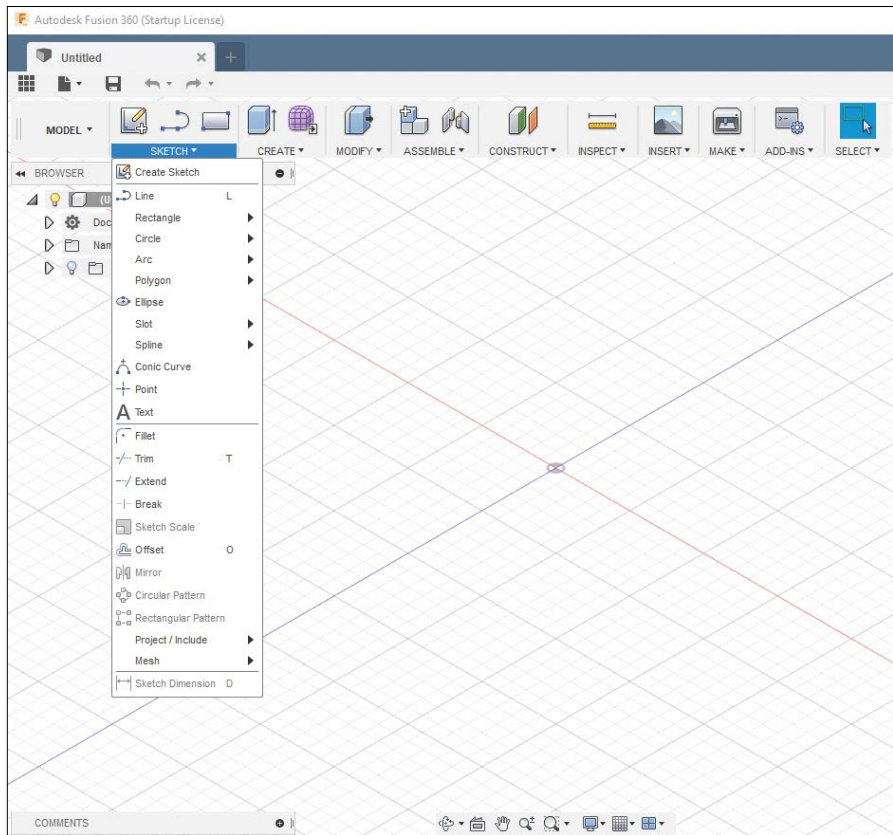 Autodesk Fusion 360 (Startup License)
Untitled
MODEL
SKETCH CREATE MODIFY ASSEMBLE CONSTRUCT INSPECT INSERT MAKE ADD-INS SELECT
BROWSER
Create Sketch
(U
Line L
Doc
Rectangle
Circle
Nam
Arc
Polygon
Ellipse
Slot
Spline
Conic Curve
Point
A Text
Fillet
Trim T
Extend
Break
Sketch Scale
Offset O
Mirror
Circular Pattern
Rectangular Pattern
Project / Include
Mesh
Sketch Dimension D
COMMENTS